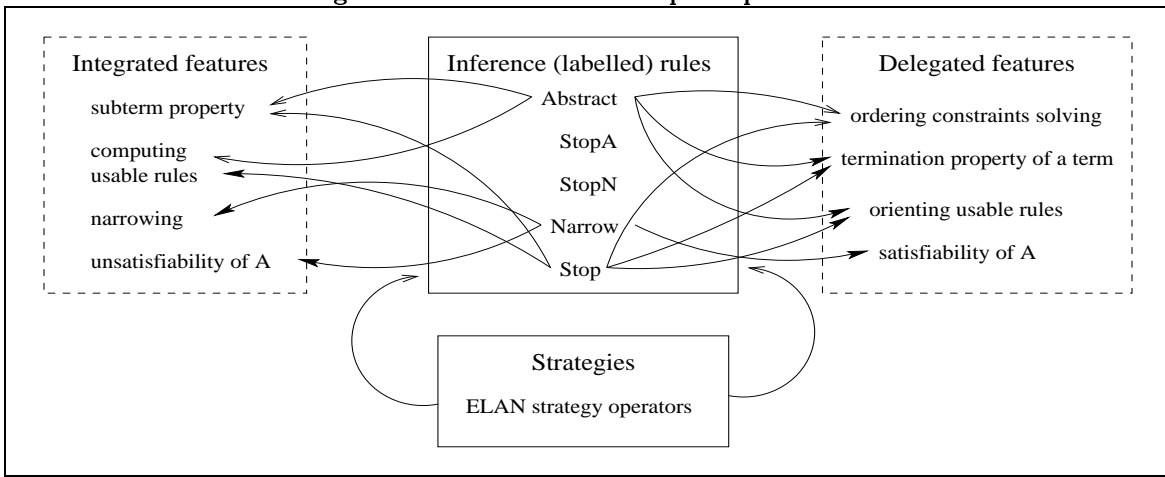 Integrated features
subterm property
computing
usable rules
narrowing
unsatisfiability of A
Inference (labelled) rules
Abstract
StopA
StopN
Narrow
Stop
Delegated features
ordering constraints solving
termination property of a term
orienting usable rules
satisfiability of A
Strategies
ELAN strategy operators